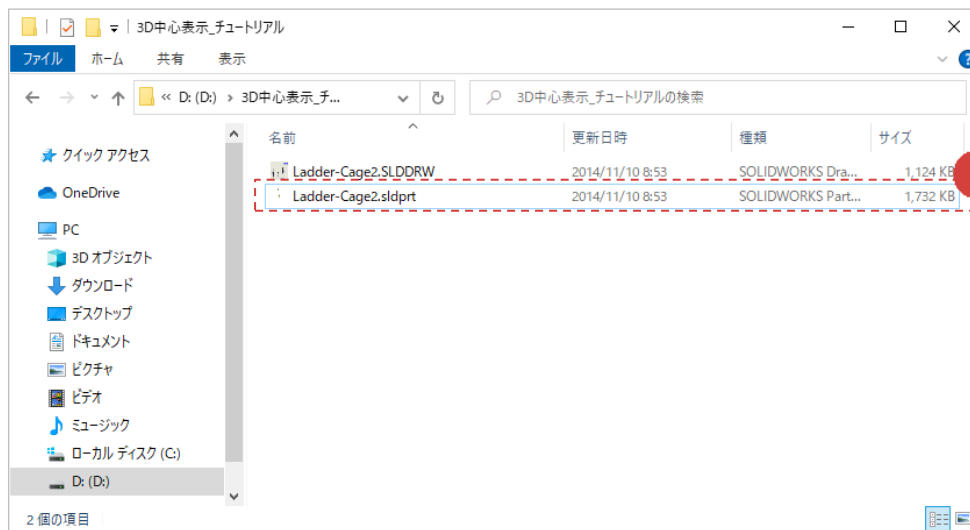 3D中心表示_チュートリアル
ファイル ホーム 共有 表示
« D: (D:) › 3D中心表示_チ... 3D中心表示_チュートリアルの検索
名前 更新日時 種類 サイズ
クイック アクセス
Ladder-Cage2.SLDDRW 2014/11/10 8:53 SOLIDWORKS Dra... 1,124 KB
OneDrive
Ladder-Cage2.sldprt 2014/11/10 8:53 SOLIDWORKS Part... 1,732 KB
PC
3D オブジェクト
ダウンロード
デスクトップ
ドキュメント
ピクチャ
ビデオ
ミュージック
ローカル ディスク (C:)
D: (D:)
2 個の項目